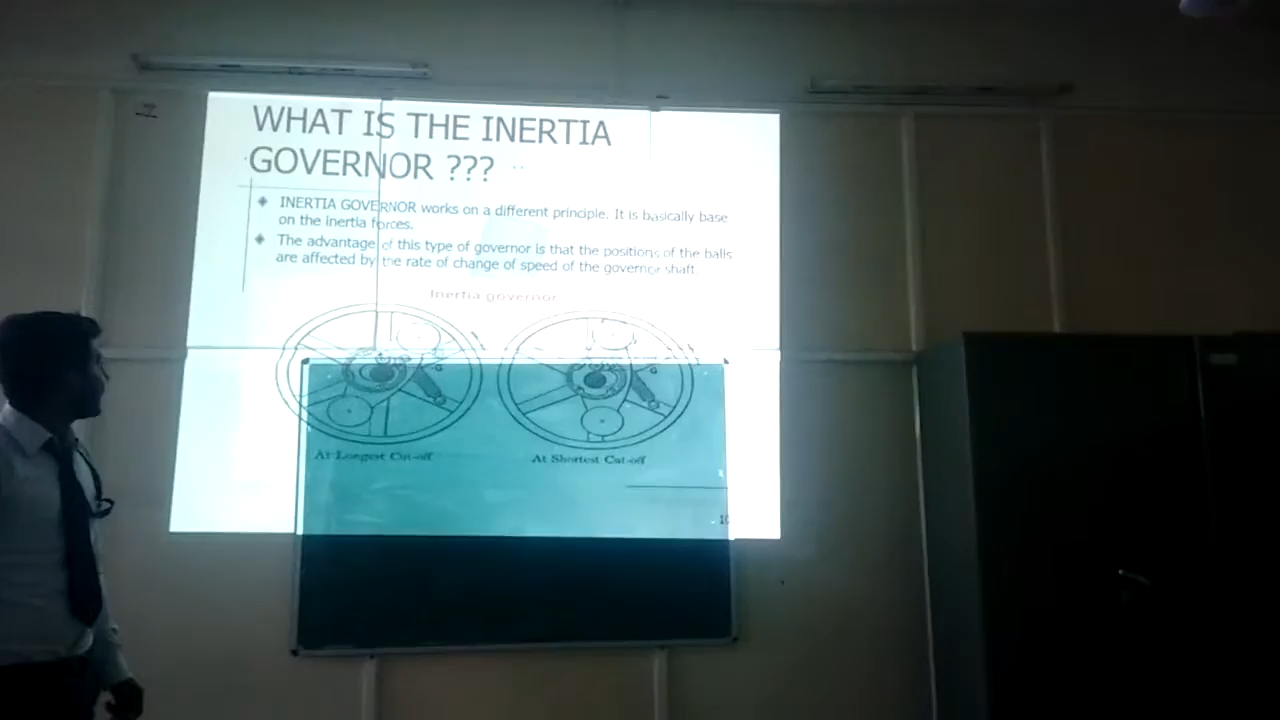 WHAT IS THE INERTIA
GOVERNOR ???
INERTIA GOVERNOR works on a different principle. It is basically base
on the inertia forces.
The advantage of this type of governor is that the positions of the balls
are affected by the rate of change of speed of the governor shaft
Inertia governor
At Longest Cut-off
At Shortest Cut-off
10